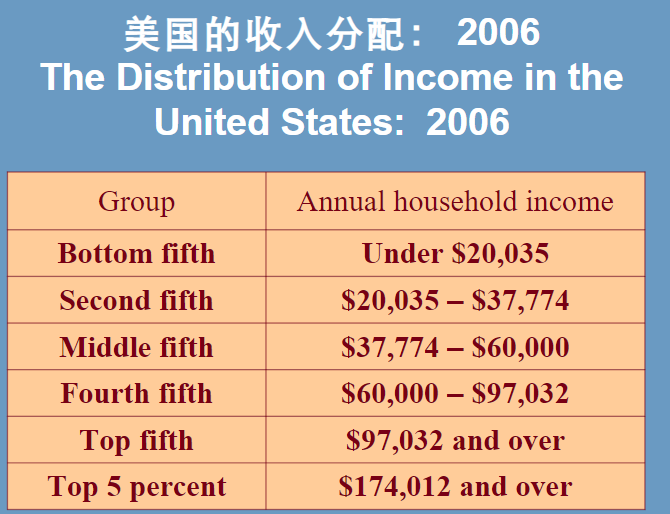 美国的收入分配： 2006
The Distribution of Income in the
United States: 2006
Group Annual household income
Bottom fifth Under $20,035
Second fifth $20,035 – $37,774
Middle fifth $37,774 – $60,000
Fourth fifth $60,000 – $97,032
Top fifth $97,032 and over
Top 5 percent $174,012 and over